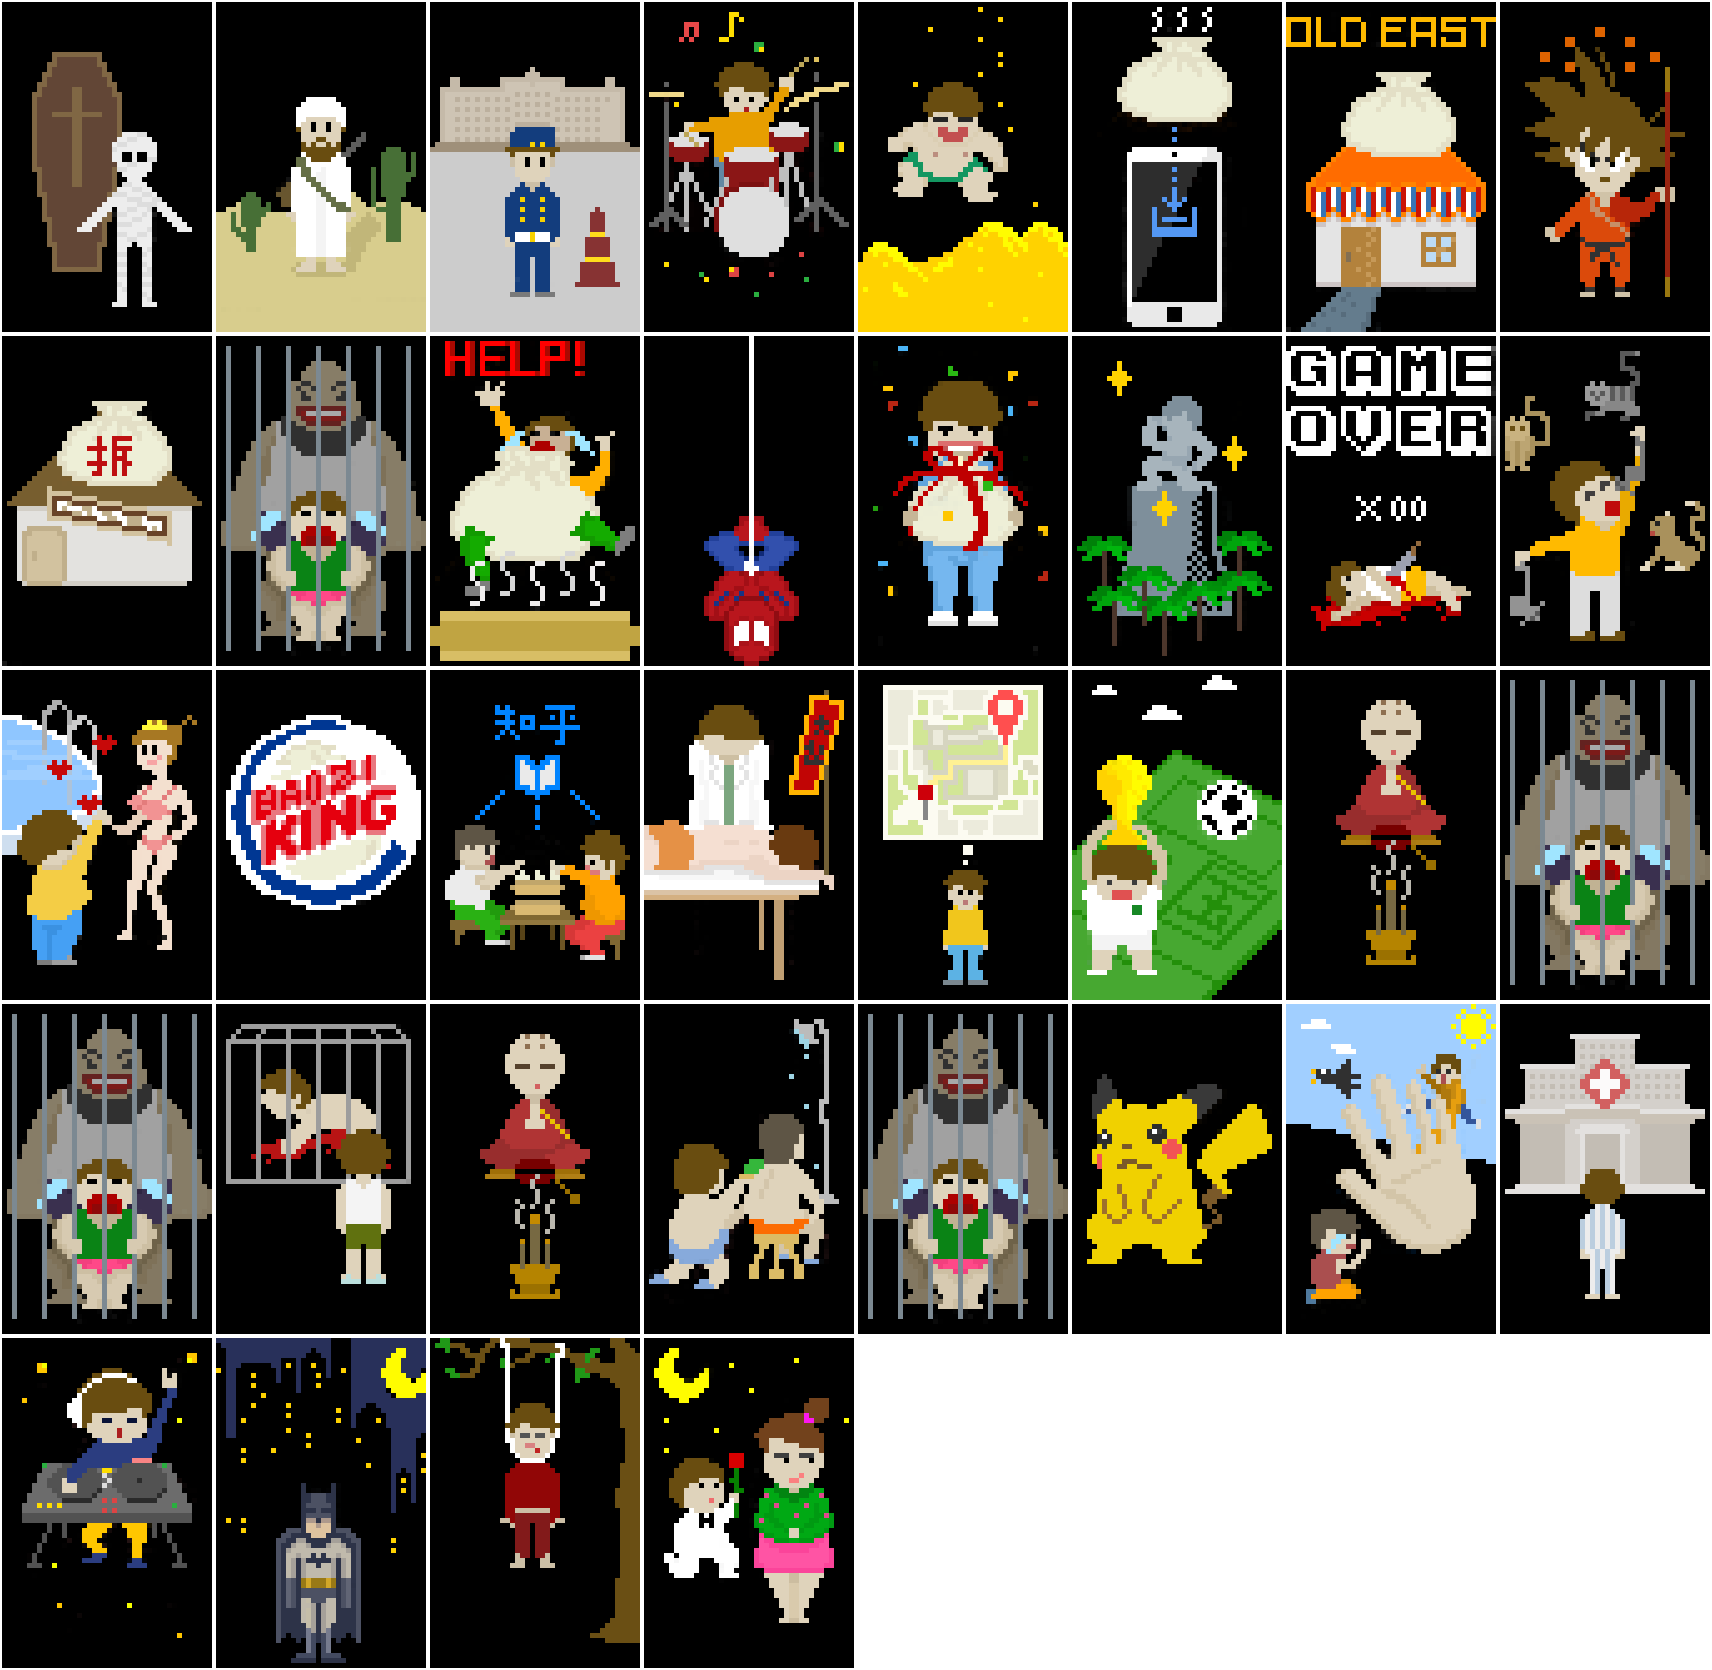 OLD EAST
拆
HELP!
GAME
OVER
X 00
BAOZI
KING
知乎